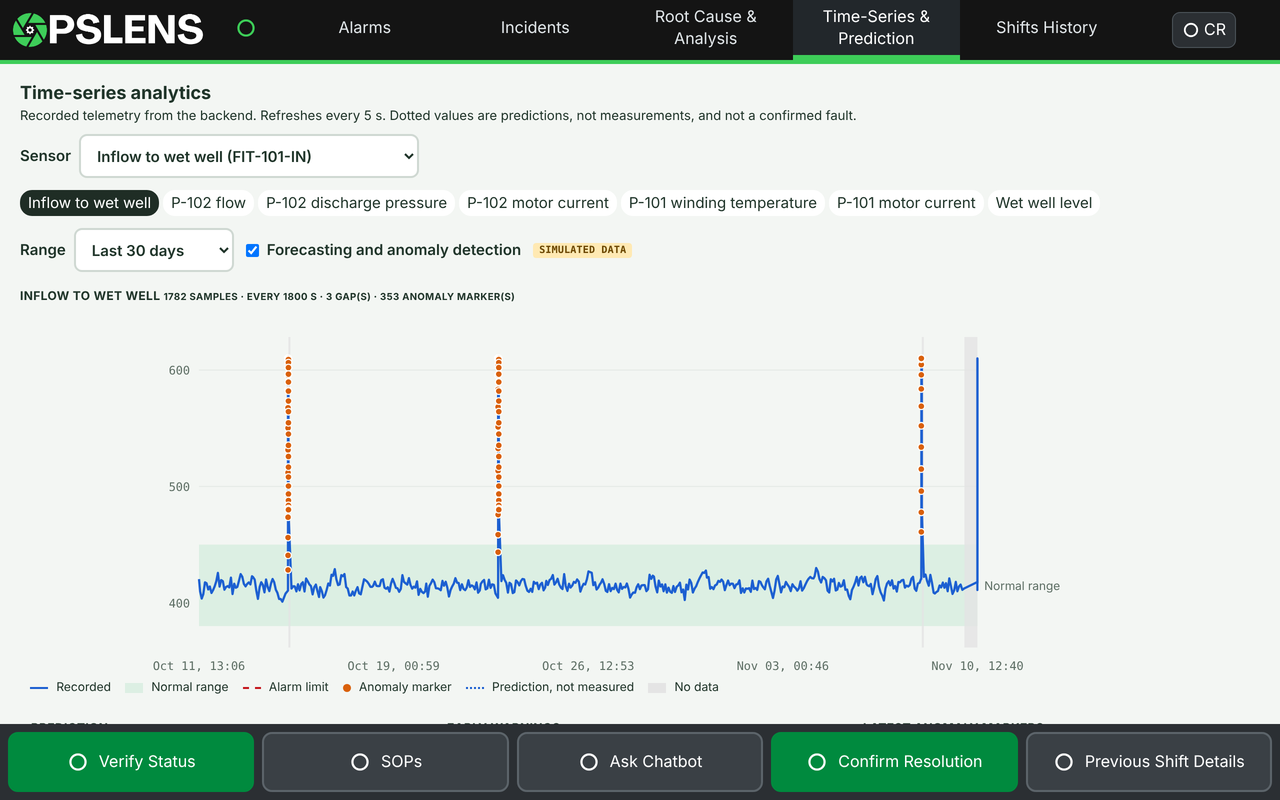 PSLENS
Alarms
Incidents
Root Cause &
Analysis
Time-Series &
Prediction
Shifts History
CR
Time-series analytics
Recorded telemetry from the backend. Refreshes every 5 s. Dotted values are predictions, not measurements, and not a confirmed fault.
Sensor Inflow to wet well (FIT-101-IN)
Inflow to wet well P-102 flow P-102 discharge pressure P-102 motor current P-101 winding temperature P-101 motor current Wet well level
Range Last 30 days Forecasting and anomaly detection SIMULATED DATA
INFLOW TO WET WELL 1782 SAMPLES · EVERY 1800 S · 3 GAP(S) · 353 ANOMALY MARKER(S)
600
500
400
Normal range
Oct 11, 13:06 Oct 19, 00:59 Oct 26, 12:53 Nov 03, 00:46 Nov 10, 12:40
Recorded Normal range Alarm limit Anomaly marker Prediction, not measured No data
Verify Status SOPs Ask Chatbot Confirm Resolution Previous Shift Details